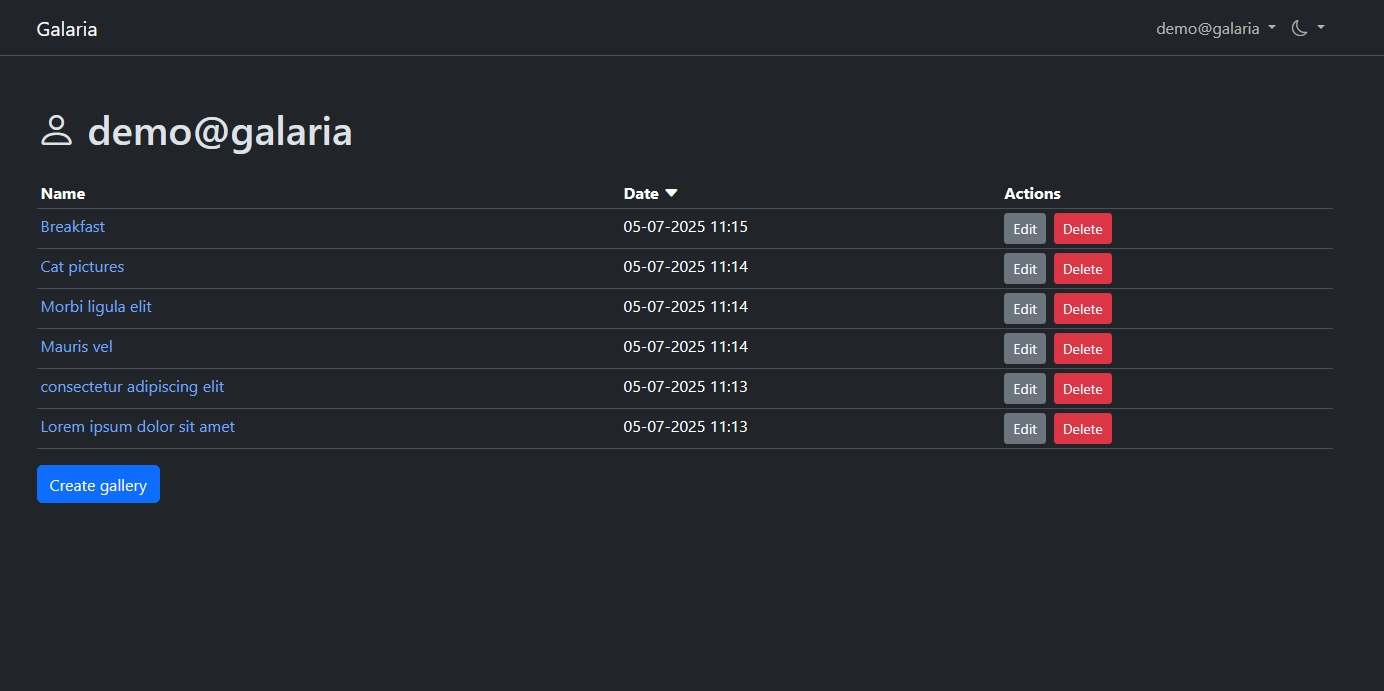 Galaria demo@galaria
demo@galaria
Name Date Actions
Breakfast 05-07-2025 11:15 Edit Delete
Cat pictures 05-07-2025 11:14 Edit Delete
Morbi ligula elit 05-07-2025 11:14 Edit Delete
Mauris vel 05-07-2025 11:14 Edit Delete
consectetur adipiscing elit 05-07-2025 11:13 Edit Delete
Lorem ipsum dolor sit amet 05-07-2025 11:13 Edit Delete
Create gallery